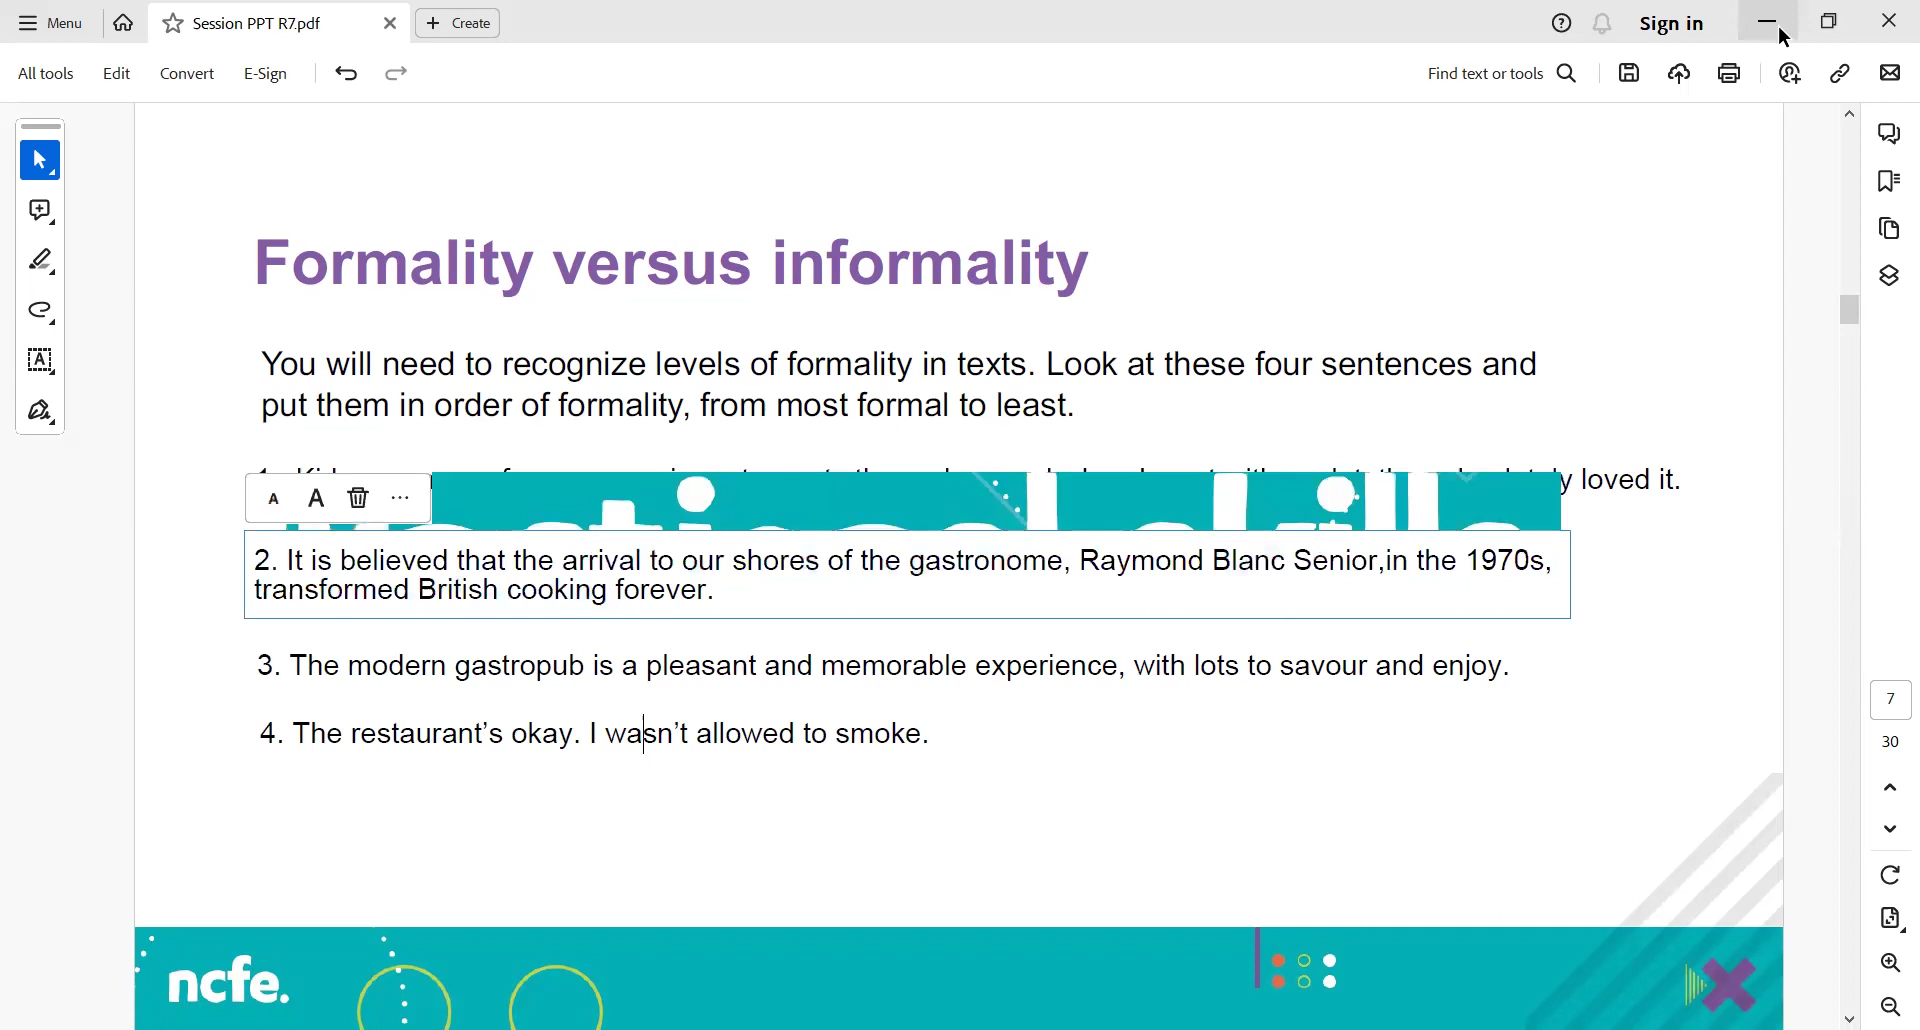 Menu
Session PPT R7.pdf
Create
Sign in
All tools
Edit
Convert
E-Sign
Find text or tools
Formality versus informality
You will need to recognize levels of formality in texts. Look at these four sentences and
put them in order of formality, from most formal to least.
loved it.
A A
2. It is believed that the arrival to our shores of the gastronome, Raymond Blanc Senior,in the 1970s,
transformed British cooking forever.
3. The modern gastropub is a pleasant and memorable experience, with lots to savour and enjoy.
4. The restaurant’s okay. I wasn’t allowed to smoke.
7
30
ncfe.